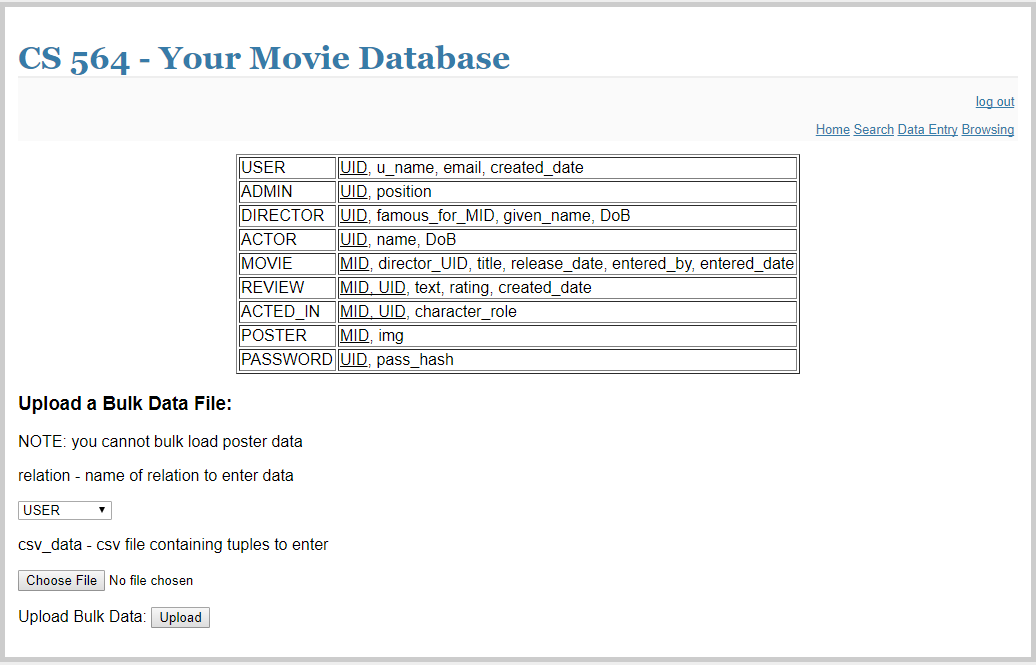 CS 564 - Your Movie Database
log out
Home Search Data Entry Browsing
USER UID, u_name, email, created_date
ADMIN UID, position
DIRECTOR UID, famous_for_MID, given_name, DoB
ACTOR UID, name, DoB
MOVIE MID, director_UID, title, release_date, entered_by, entered_date
REVIEW MID, UID, text, rating, created_date
ACTED_IN MID, UID, character_role
POSTER MID, img
PASSWORD UID, pass_hash
Upload a Bulk Data File:
NOTE: you cannot bulk load poster data
relation - name of relation to enter data
USER
csv_data - csv file containing tuples to enter
Choose File No file chosen
Upload Bulk Data: Upload